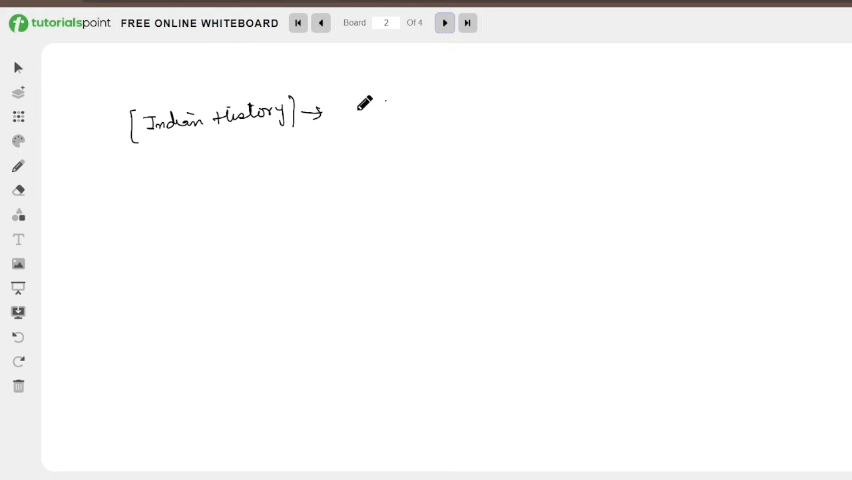 tutorialspoint FREE ONLINE WHITEBOARD Board 2 Of 4
[Indian History] →
T